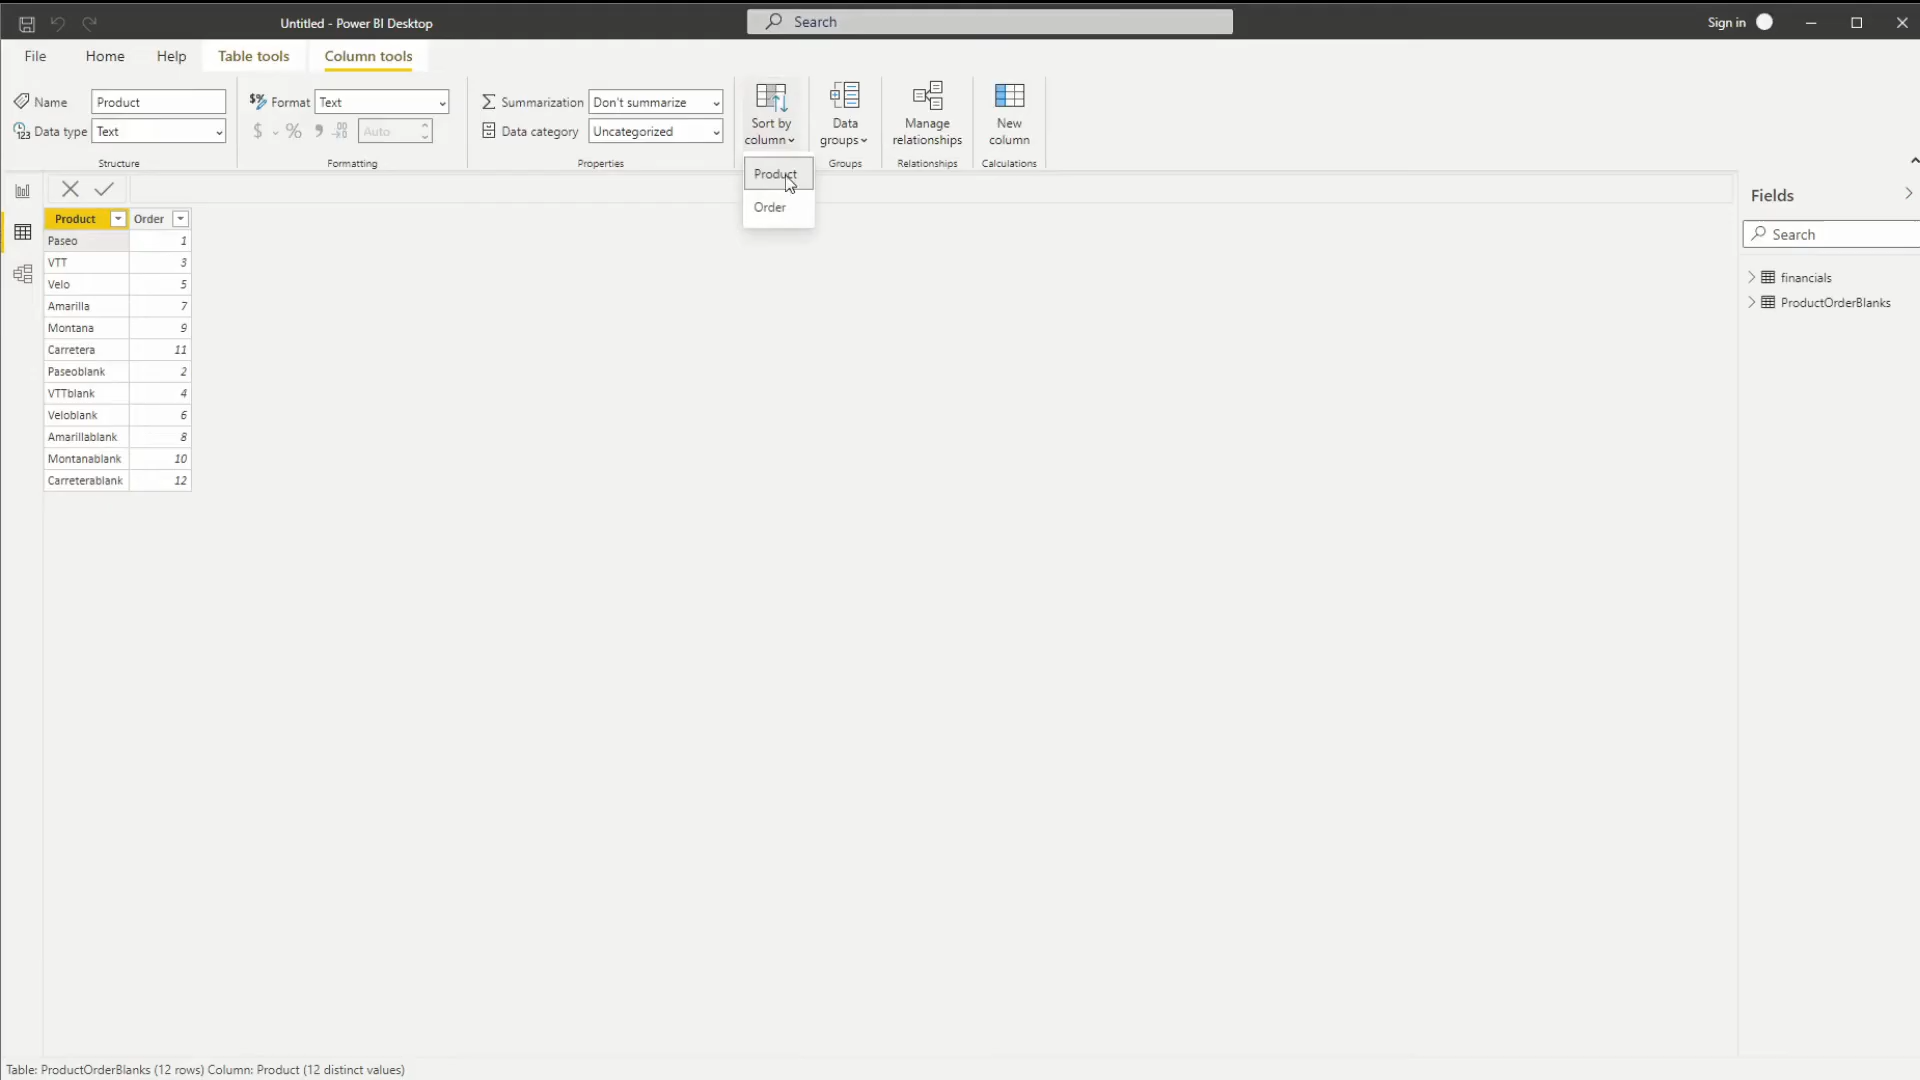 Untitled - Power BI Desktop
Search
Sign in
File Home Help Table tools Column tools
Name Product
Data type Text
Structure
$% Format Text
$ % 9 .00 Auto
Formatting
Summarization Don't summarize
Data category Uncategorized
Properties
Sort by column
Data groups
Groups
Manage relationships
Relationships
New column
Calculations
Product
Order
Product Order
Paseo 1
VTT 3
Velo 5
Amarilla 7
Montana 9
Carretera 11
Paseoblank 2
VTTblank 4
Veloblank 6
Amarillablank 8
Montanablank 10
Carreterablank 12
Fields
Search
financials
ProductOrderBlanks
Table: ProductOrderBlanks (12 rows) Column: Product (12 distinct values)